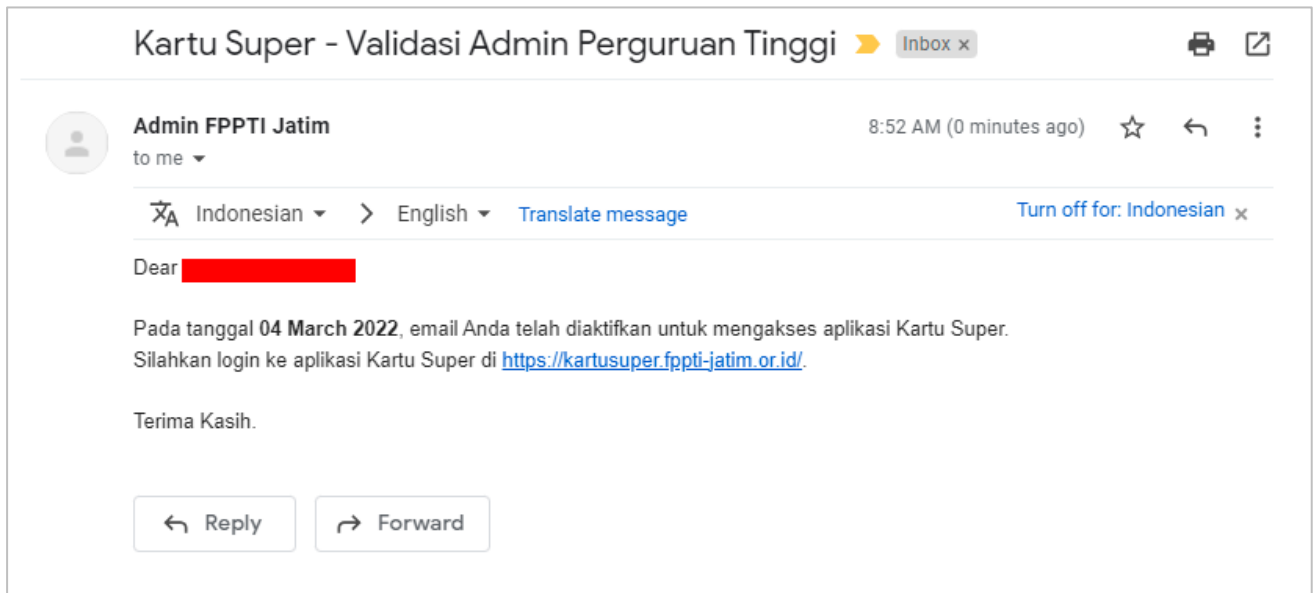 Kartu Super - Validasi Admin Perguruan Tinggi Inbox x
Admin FPPTI Jatim 8:52 AM (0 minutes ago)
to me
Indonesian > English Translate message Turn off for: Indonesian x
Dear
Pada tanggal 04 March 2022, email Anda telah diaktifkan untuk mengakses aplikasi Kartu Super.
Silahkan login ke aplikasi Kartu Super di https://kartusuper.fppti-jatim.or.id/.
Terima Kasih.
Reply Forward